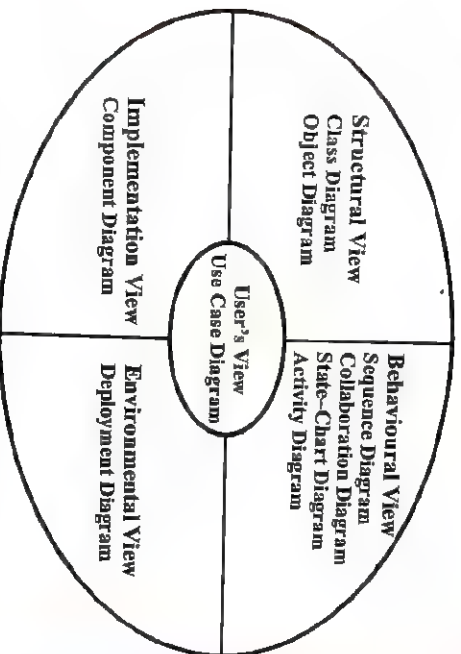 Structural View
Class Diagram
Object Diagram
Behavioural View
Sequence Diagram
Collaboration Diagram
State–Chart Diagram
Activity Diagram
User's View
Use Case Diagram
Implementation View
Component Diagram
Environmental View
Deployment Diagram